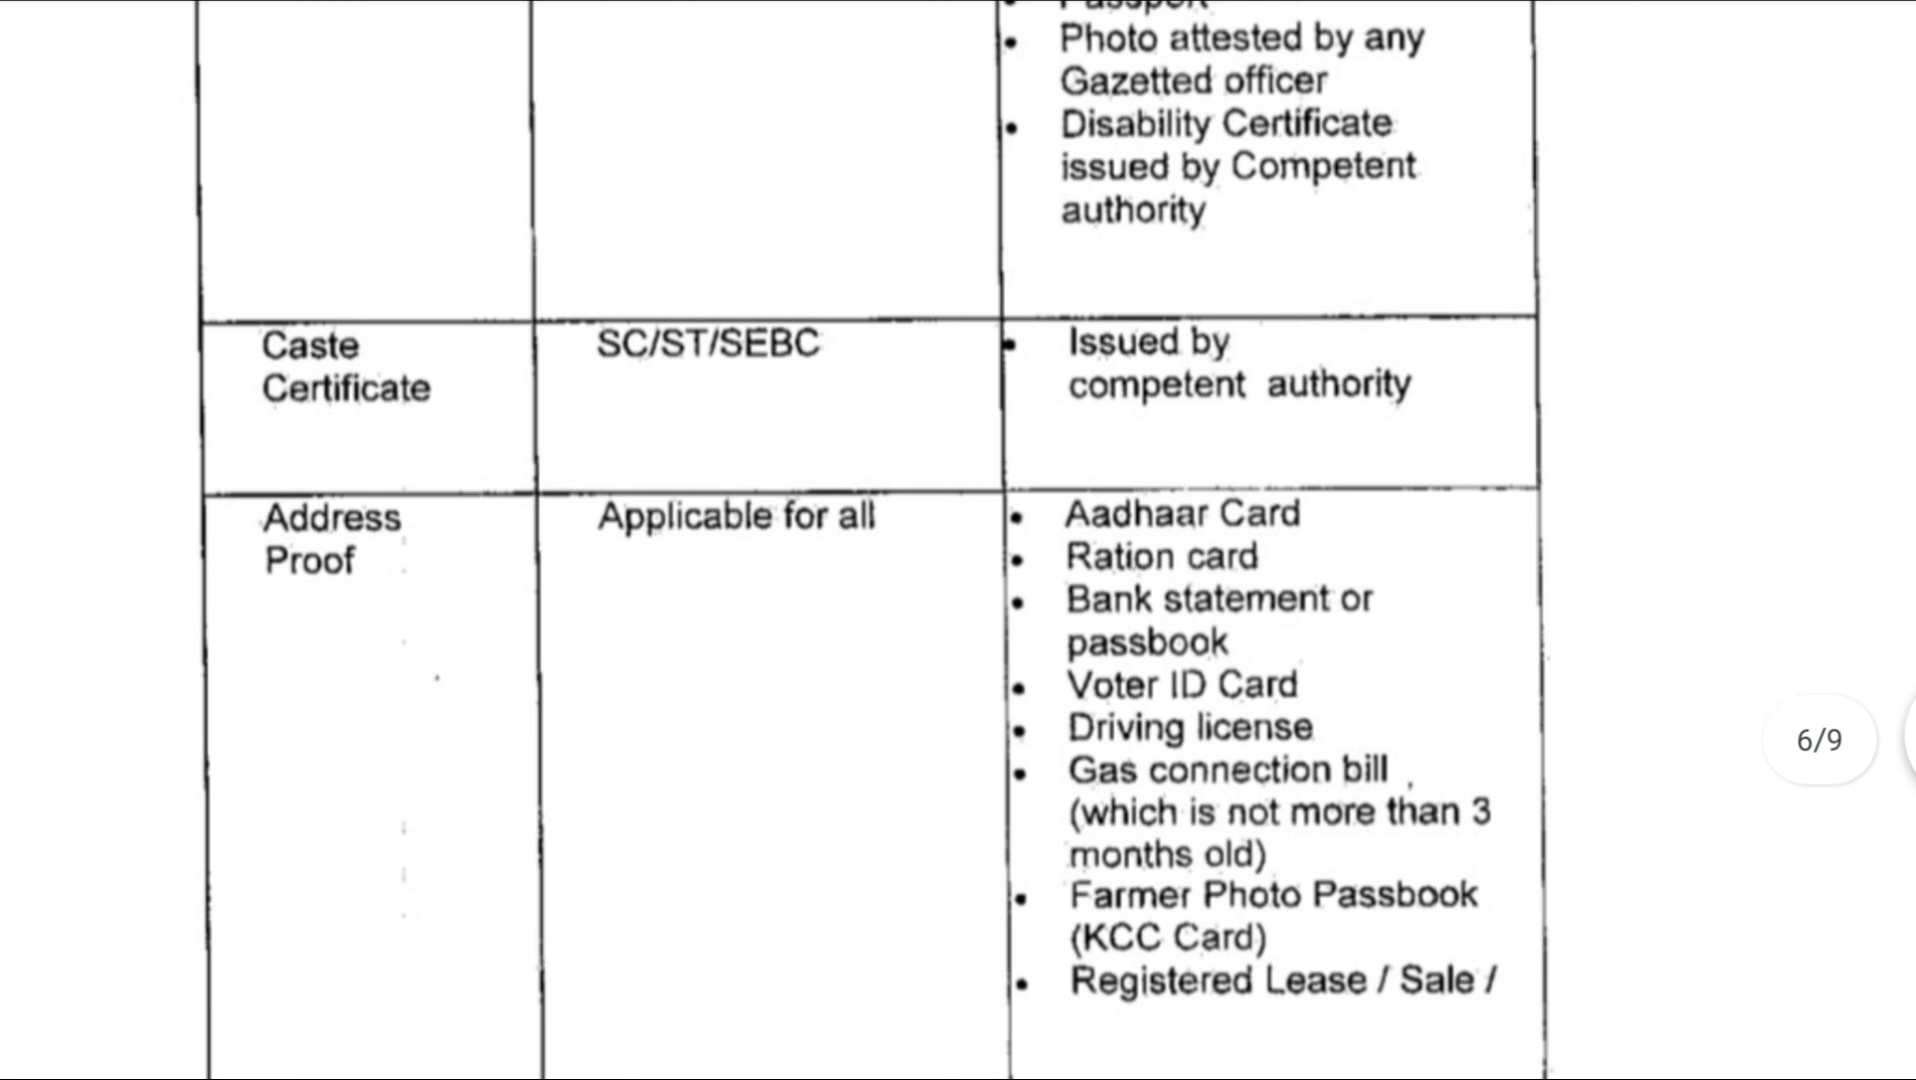 Passport
Photo attested by any
Gazetted officer
Disability Certificate
issued by Competent
authority
Caste
Certificate
SC/ST/SEBC
Issued by
competent authority
Address
Proof
Applicable for all
Aadhaar Card
Ration card
Bank statement or
passbook
Voter ID Card
Driving license
Gas connection bill
(which is not more than 3
months old)
Farmer Photo Passbook
(KCC Card)
Registered Lease / Sale /
6/9